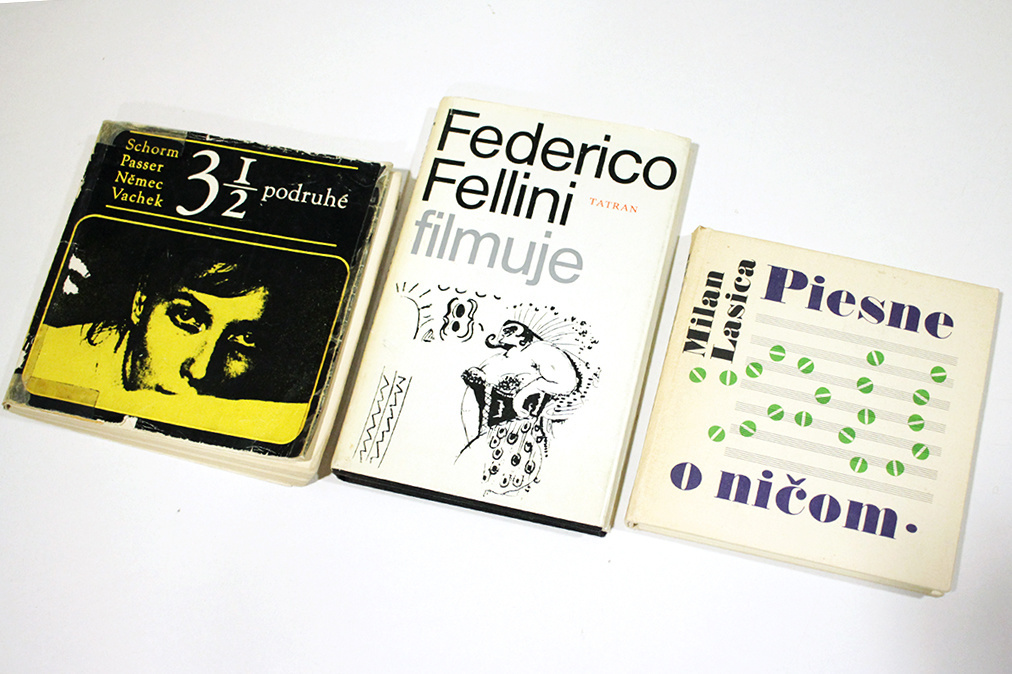 Schorm
Passer
Němec
Vachek
3 1/2 podruhé
Federico
Fellini
TATRAN
filmuje
Milan
Lasica
Piesne
o ničom.